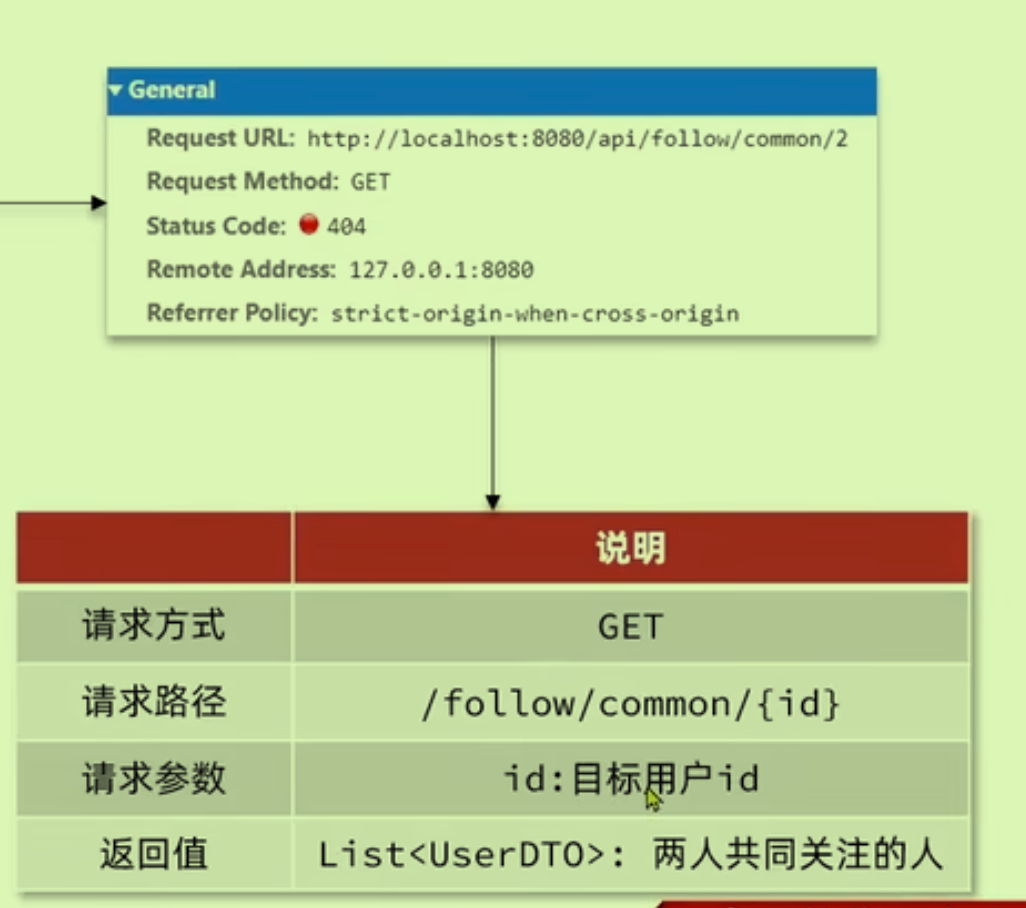 General
Request URL: http://localhost:8080/api/follow/common/2
Request Method: GET
Status Code: 404
Remote Address: 127.0.0.1:8080
Referrer Policy: strict-origin-when-cross-origin
说明
请求方式 GET
请求路径 /follow/common/{id}
请求参数 id:目标用户id
返回值 List<UserDTO>: 两人共同关注的人